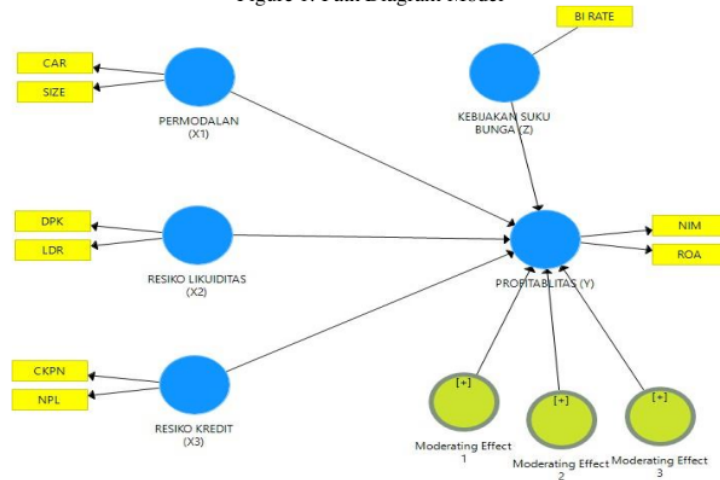 Figure 1. Path Diagram Model
BI RATE
CAR
SIZE
PERMODALAN
(X1)
KEBIJAKAN SUKU
BUNGA (Z)
DPK
LDR
RESIKO LIKUIDITAS
(X2)
NIM
ROA
PROFITABLITAS (Y)
CKPN
NPL
RESIKO KREDIT
(X3)
[+]
[+]
[+]
Moderating Effect
1
Moderating Effect
2
Moderating Effect
3